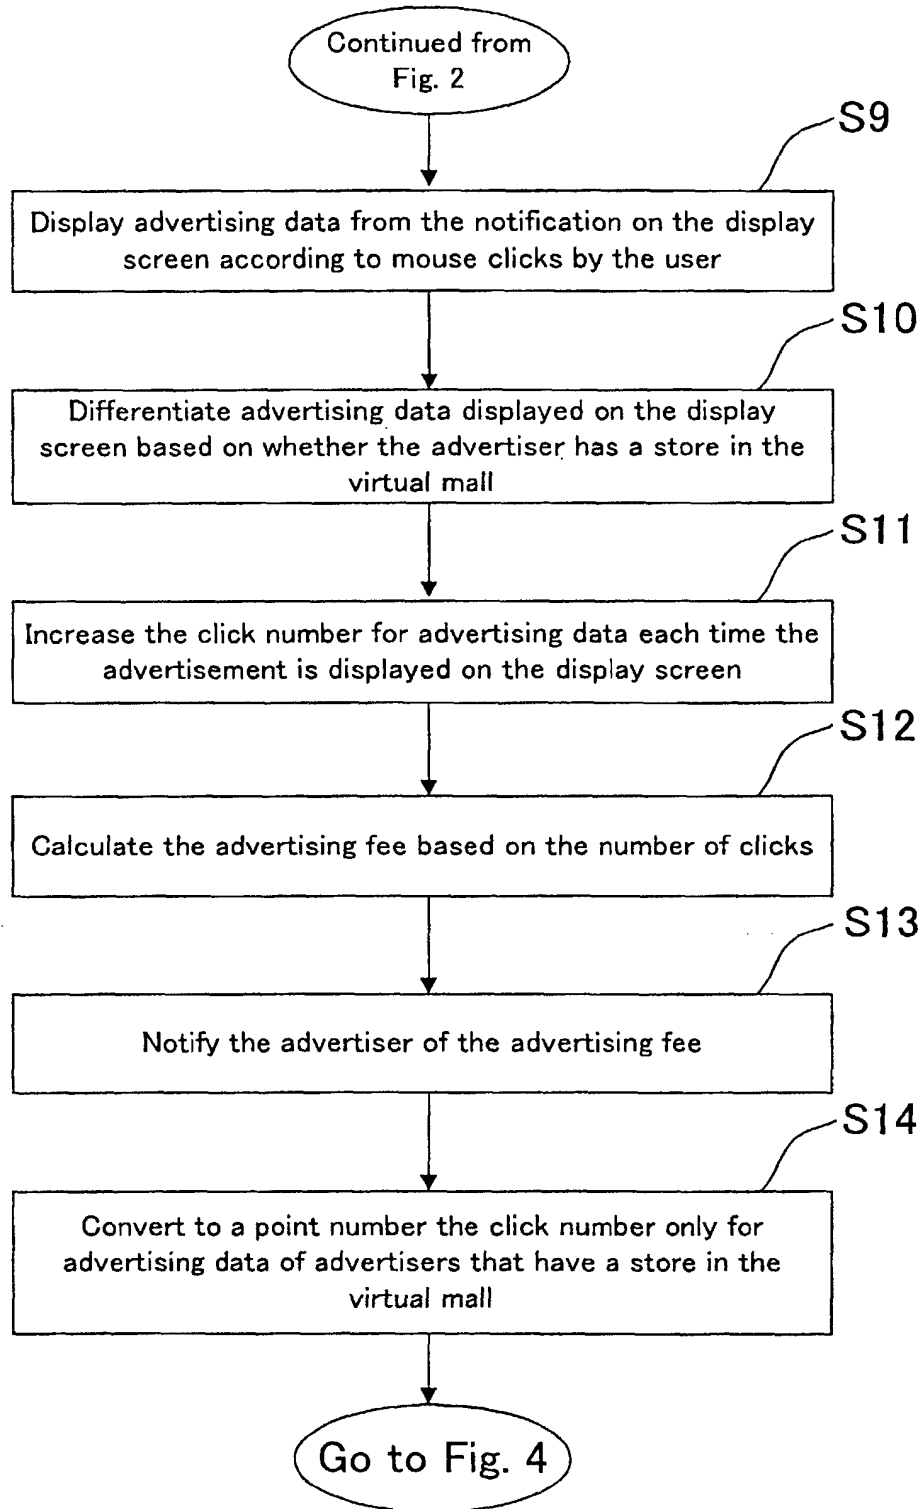 Continued from
Fig. 2
S9
Display advertising data from the notification on the display
screen according to mouse clicks by the user
S10
Differentiate advertising data displayed on the display
screen based on whether the advertiser has a store in the
virtual mall
S11
Increase the click number for advertising data each time the
advertisement is displayed on the display screen
S12
Calculate the advertising fee based on the number of clicks
S13
Notify the advertiser of the advertising fee
S14
Convert to a point number the click number only for
advertising data of advertisers that have a store in the
virtual mall
Go to Fig. 4